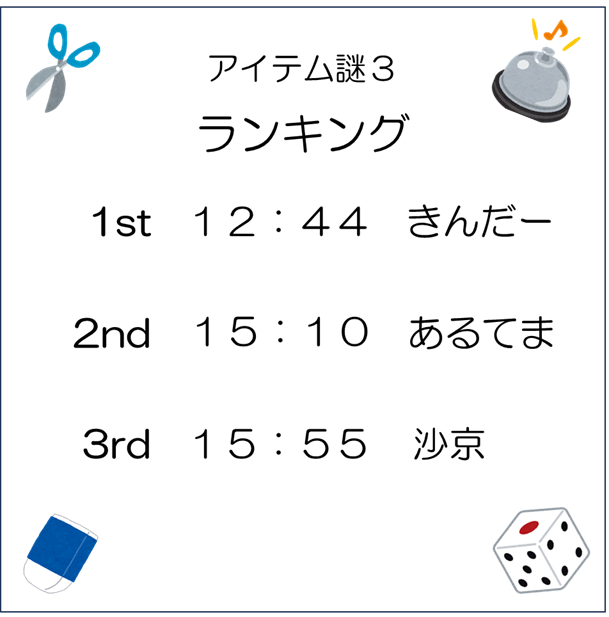 アイテム謎３
ランキング
1st １２：４４ きんだー
2nd １５：１０ あるてま
3rd １５：５５ 沙京